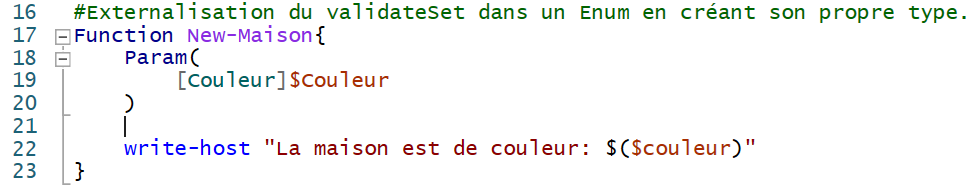 16 #Externalisation du validateSet dans un Enum en créant son propre type.
17 Function New-Maison{
18 Param(
19 [Couleur]$Couleur
20 )
21
22 write-host "La maison est de couleur: $($couleur)"
23 }